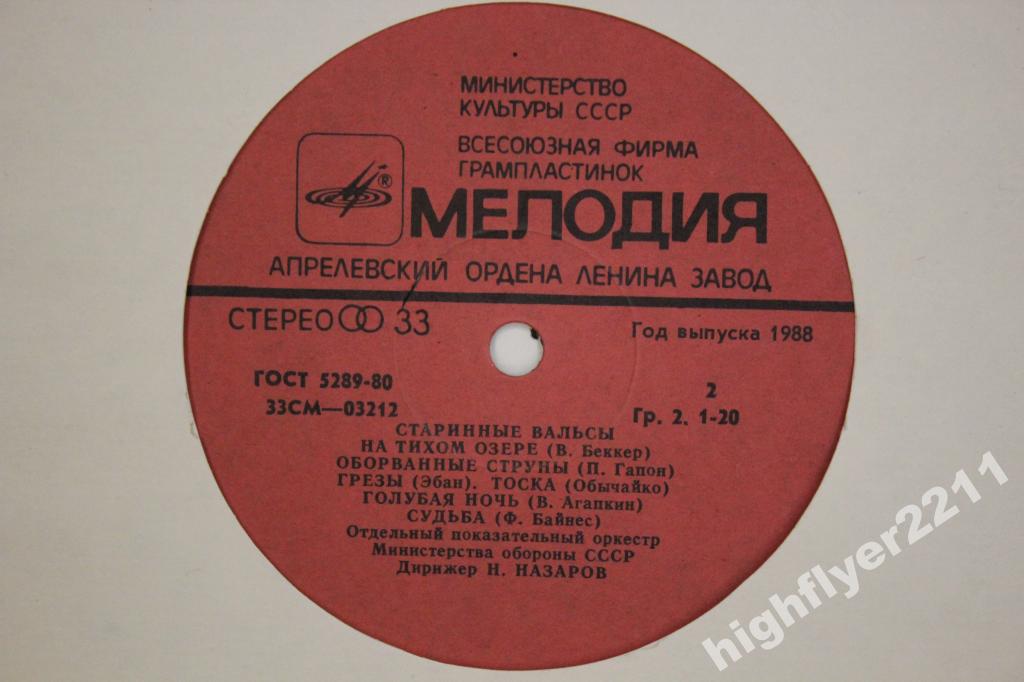 МИНИСТЕРСТВО
КУЛЬТУРЫ СССР
ВСЕСОЮЗНАЯ ФИРМА
ГРАМПЛАСТИНОК
®
МЕЛОДИЯ
АПРЕЛЕВСКИЙ ОРДЕНА ЛЕНИНА ЗАВОД
СТЕРЕО 33
Год выпуска 1988
ГОСТ 5289-80
33СМ—03212
2
Гр. 2. 1-20
СТАРИННЫЕ ВАЛЬСЫ
НА ТИХОМ ОЗЕРЕ (В. Беккер)
ОБОРВАННЫЕ СТРУНЫ (П. Гапон)
ГРЕЗЫ (Эбан). ТОСКА (Обычайко)
ГОЛУБАЯ НОЧЬ (В. Агапкин)
СУДЬБА (Ф. Байнес)
Отдельный показательный оркестр
Министерства обороны СССР
Дирижер Н. НАЗАРОВ
highflyer2211